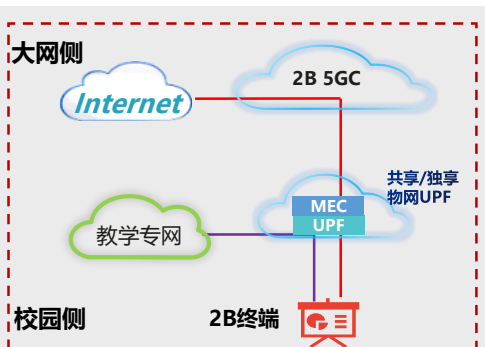 大网侧
2B 5GC
Internet
共享/独享
物网UPF
MEC
UPF
教学专网
校园侧
2B终端